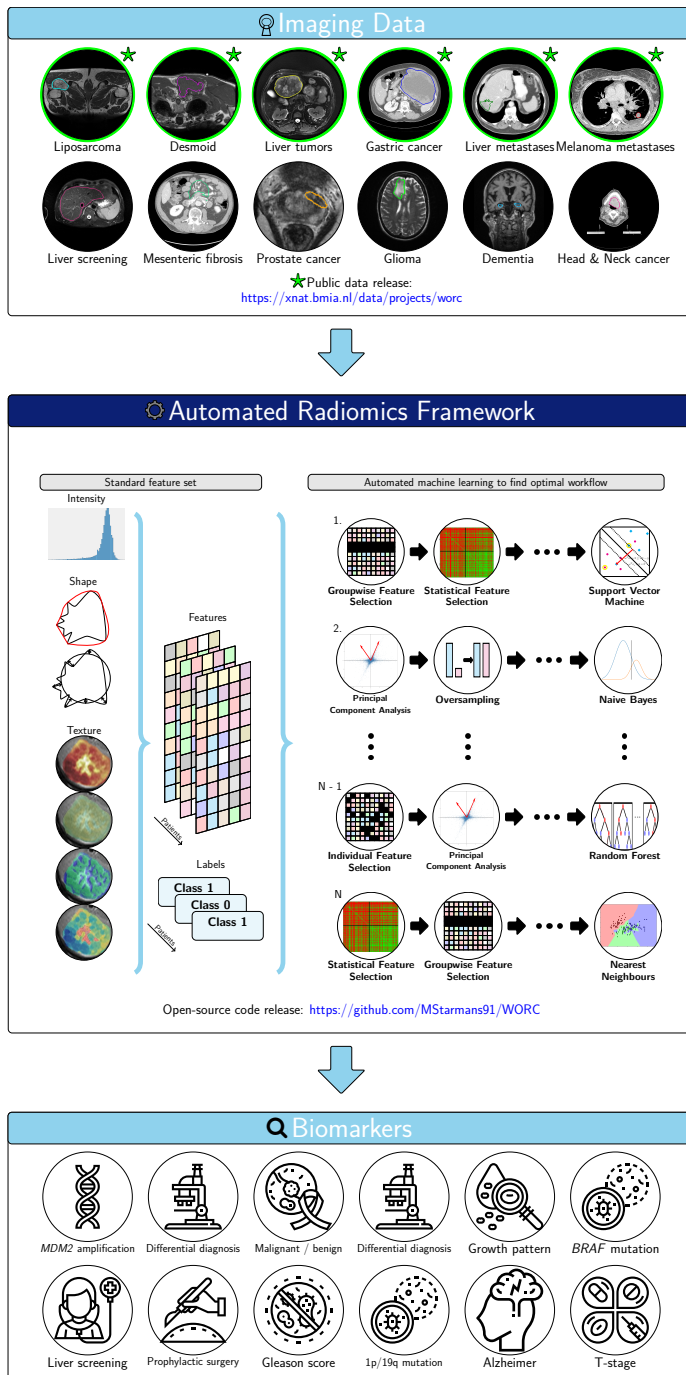 Imaging Data
Liposarcoma
Desmoid
Liver tumors
Gastric cancer
Liver metastases
Melanoma metastases
Liver screening
Mesenteric fibrosis
Prostate cancer
Glioma
Dementia
Head & Neck cancer
Public data release:
https://xnat.bmia.nl/data/projects/worc
Automated Radiomics Framework
Standard feature set
Automated machine learning to find optimal workflow
Intensity
Shape
Texture
Features
Patients
Labels
Class 1
Class 0
Class 1
Patients
1.
Groupwise Feature
Selection
Statistical Feature
Selection
Support Vector
Machine
2.
Principal
Component Analysis
Oversampling
Naive Bayes
N - 1
Individual Feature
Selection
Principal
Component Analysis
Random Forest
N
Statistical Feature
Selection
Groupwise Feature
Selection
Nearest
Neighbours
Open-source code release: https://github.com/MStarmans91/WORC
Biomarkers
MDM2 amplification
Differential diagnosis
Malignant / benign
Differential diagnosis
Growth pattern
BRAF mutation
Liver screening
Prophylactic surgery
Gleason score
1p/19q mutation
Alzheimer
T-stage